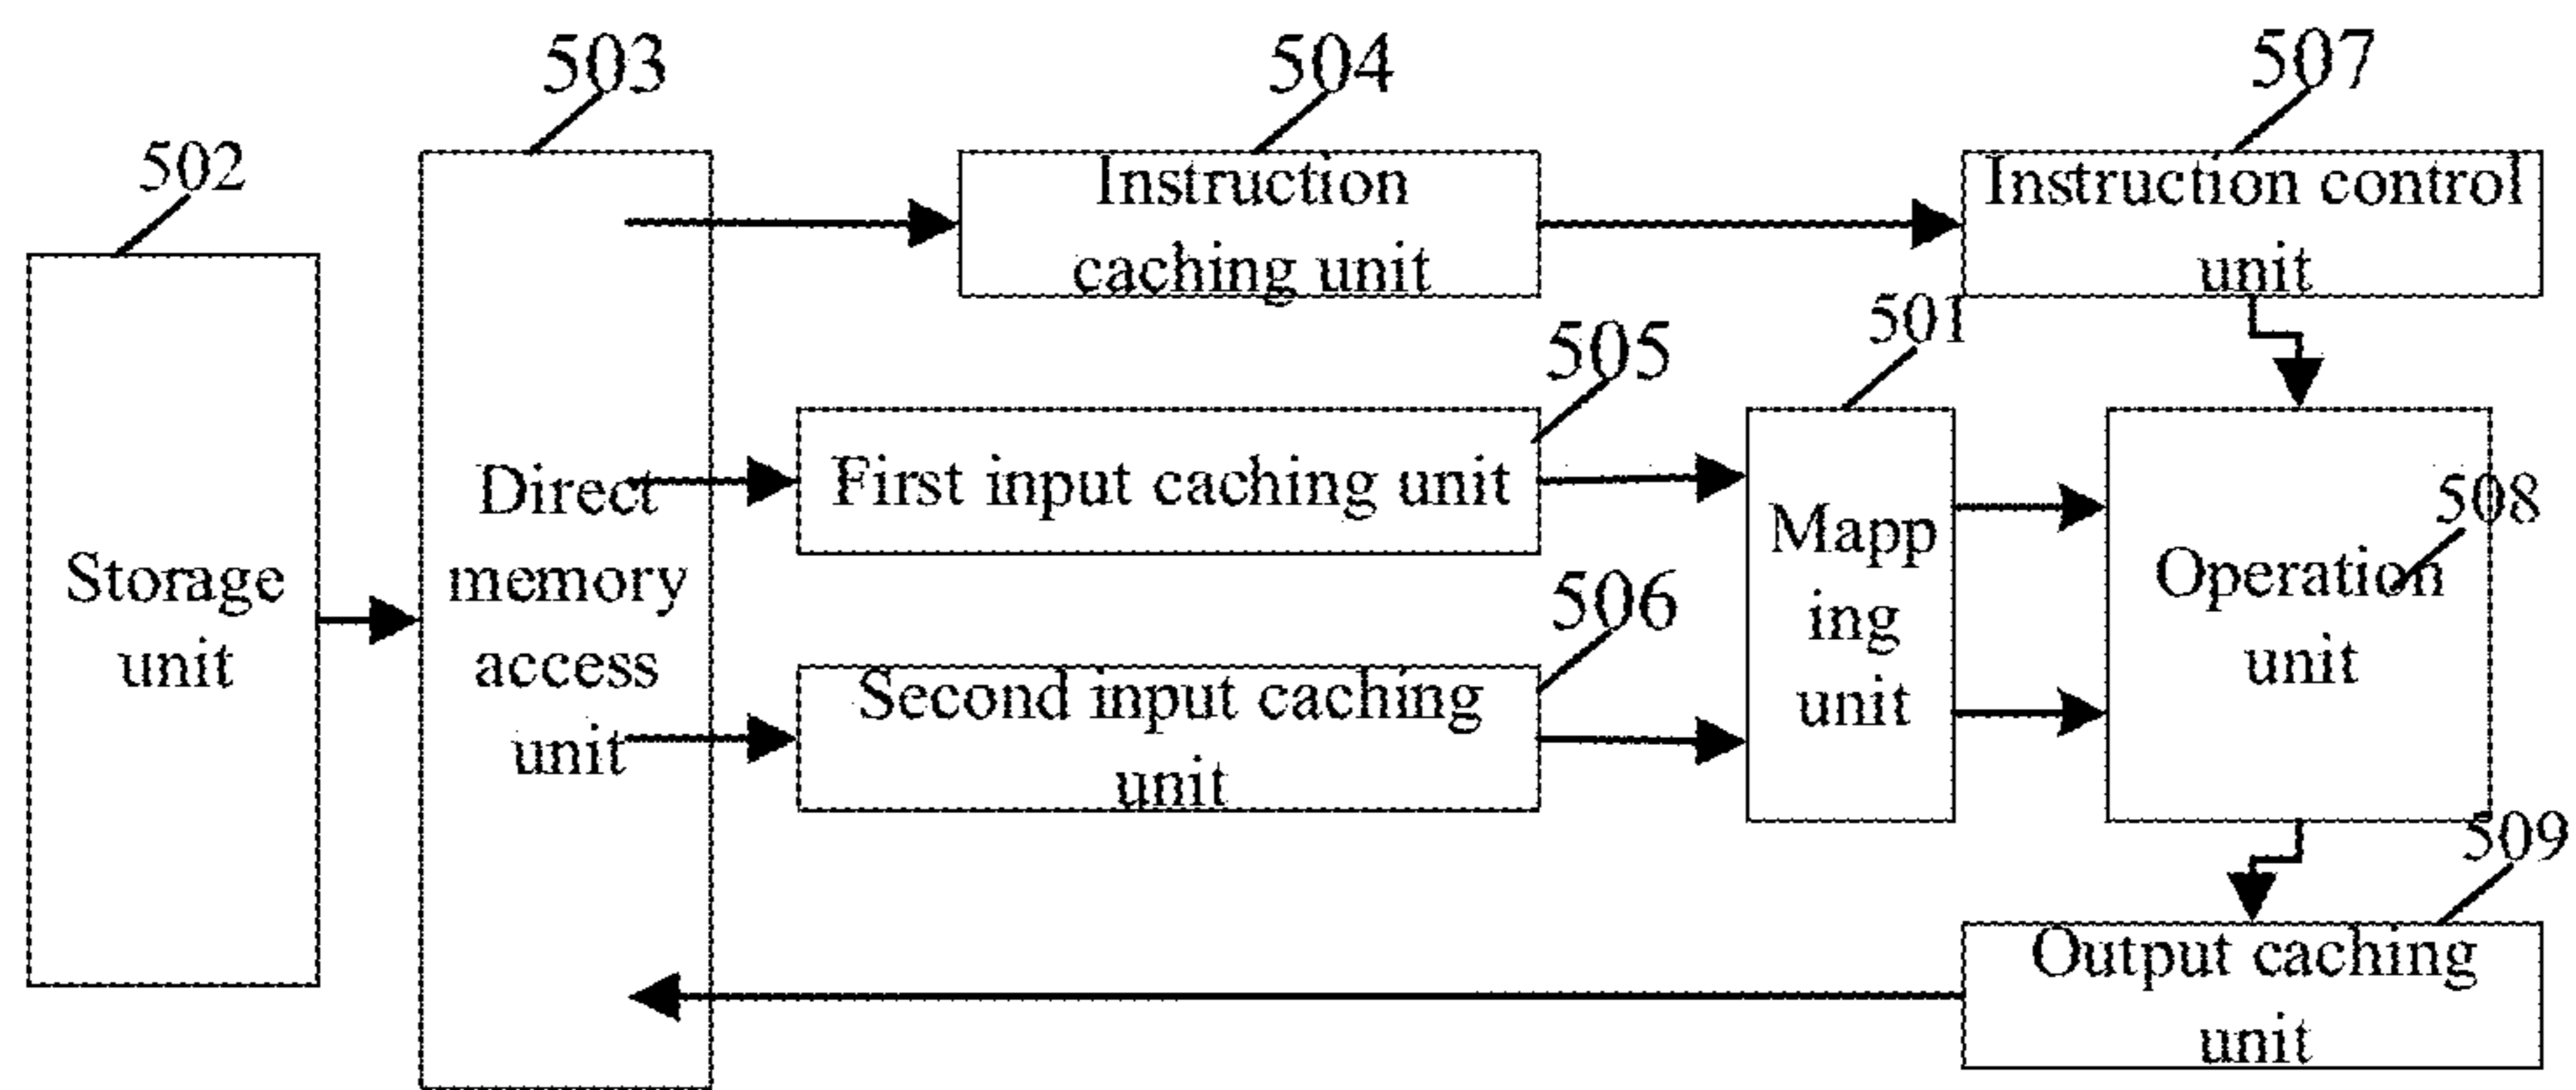 503
504
507
502
Instruction
caching unit
Instruction control
unit
501
505
First input caching unit
Direct
memory
access
unit
Storage
unit
Mapp
ing
unit
508
Operation
unit
506
Second input caching
unit
509
Output caching
unit